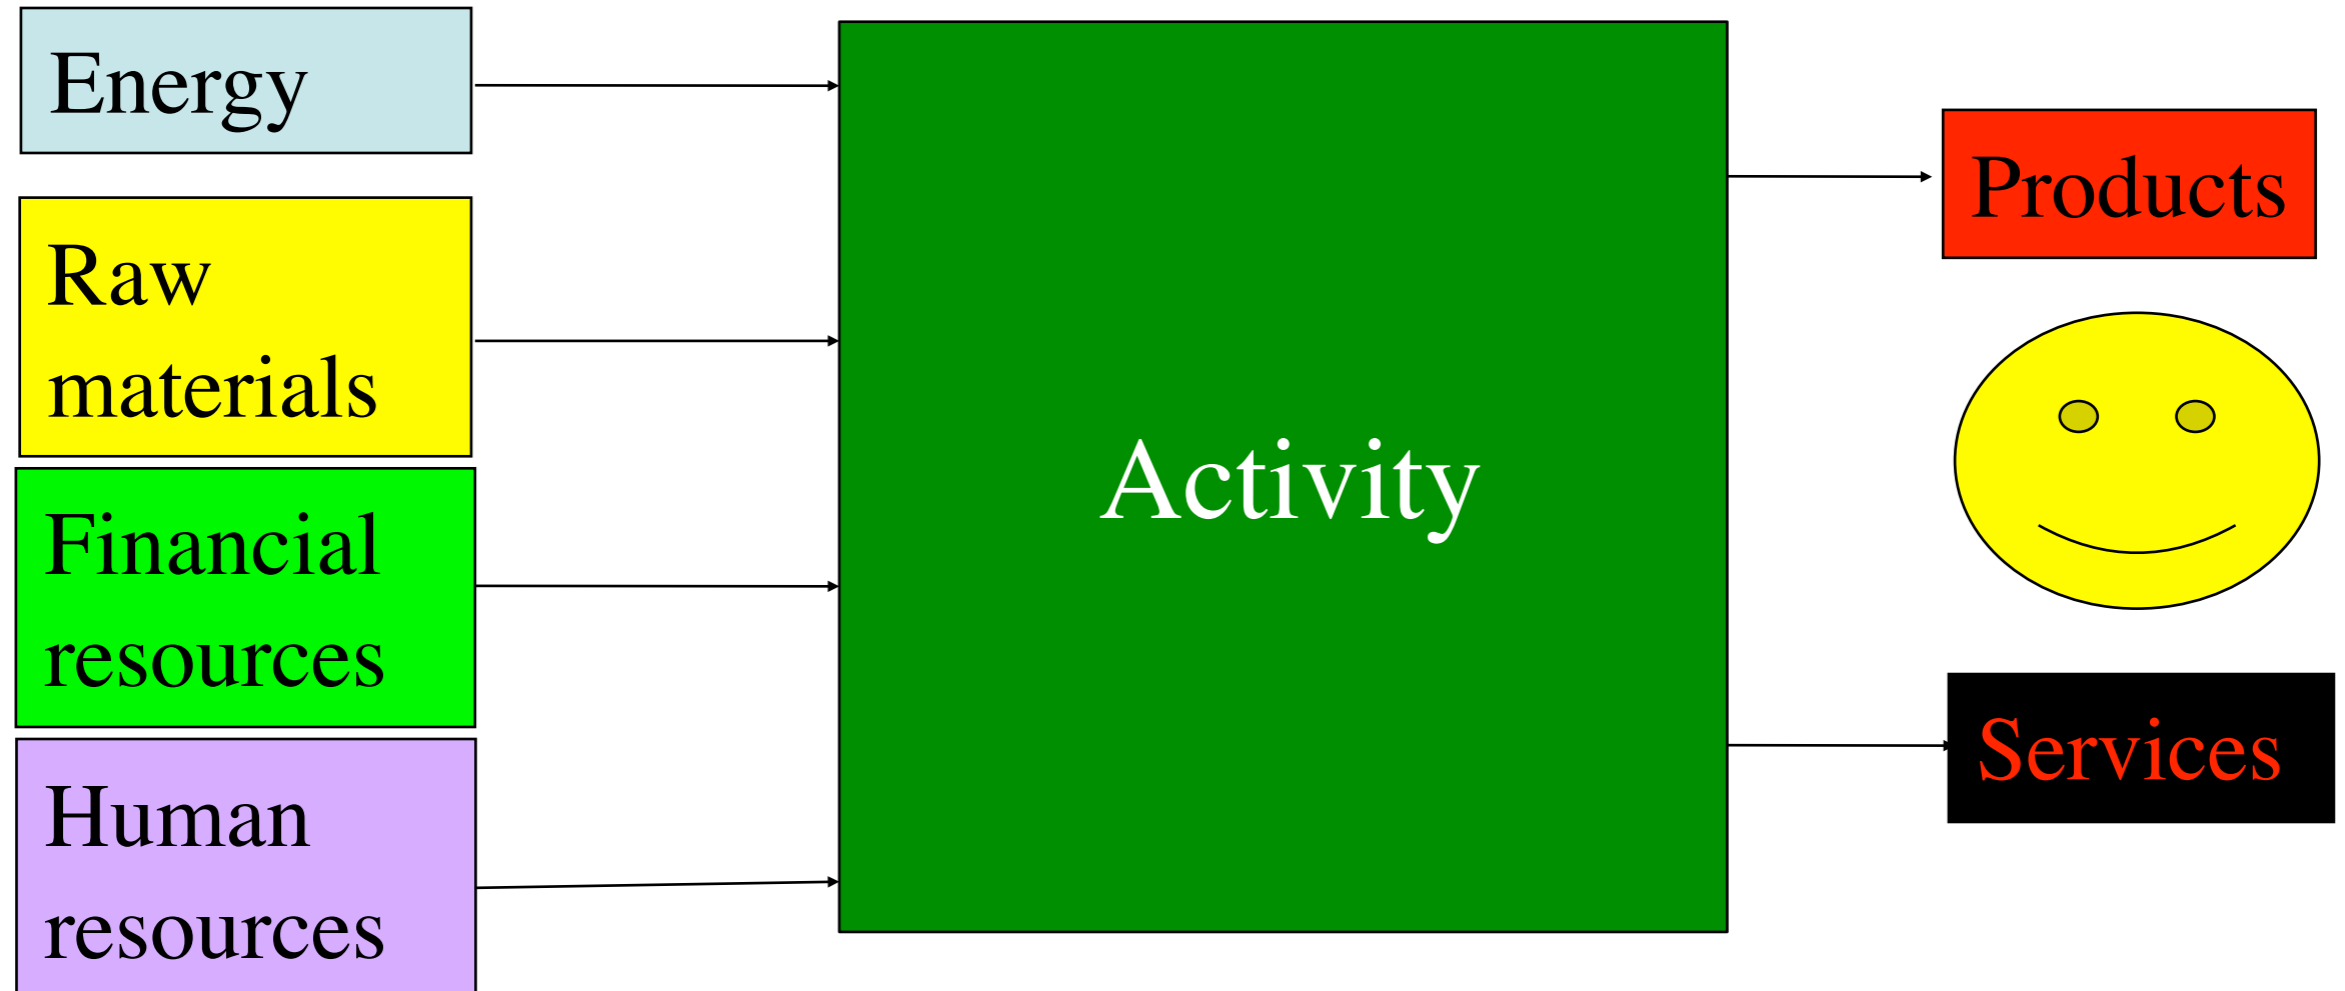 Energy
Raw
materials
Financial
resources
Human
resources
Activity
Products
Services